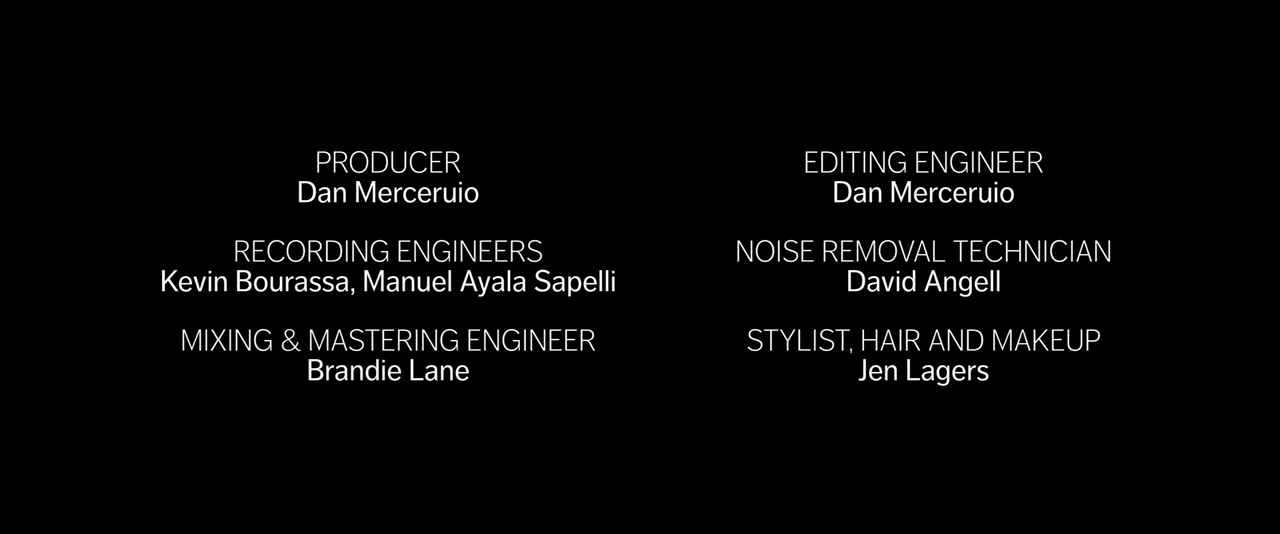 PRODUCER
Dan Merceruio
RECORDING ENGINEERS
Kevin Bourassa, Manuel Ayala Sapelli
MIXING & MASTERING ENGINEER
Brandie Lane
EDITING ENGINEER
Dan Merceruio
NOISE REMOVAL TECHNICIAN
David Angell
STYLIST, HAIR AND MAKEUP
Jen Lagers